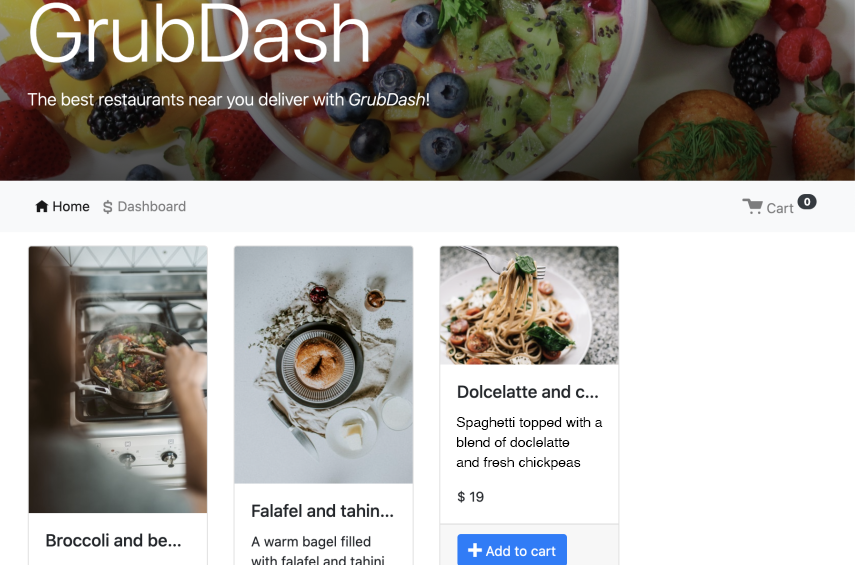 GrubDash
The best restaurants near you deliver with GrubDash!
Home
$ Dashboard
Cart 0
Broccoli and be...
Falafel and tahin...
A warm bagel filled
with falafel and tahini
Dolcelatte and c...
Spaghetti topped with a
blend of doclelatte
and fresh chickpeas
$ 19
Add to cart